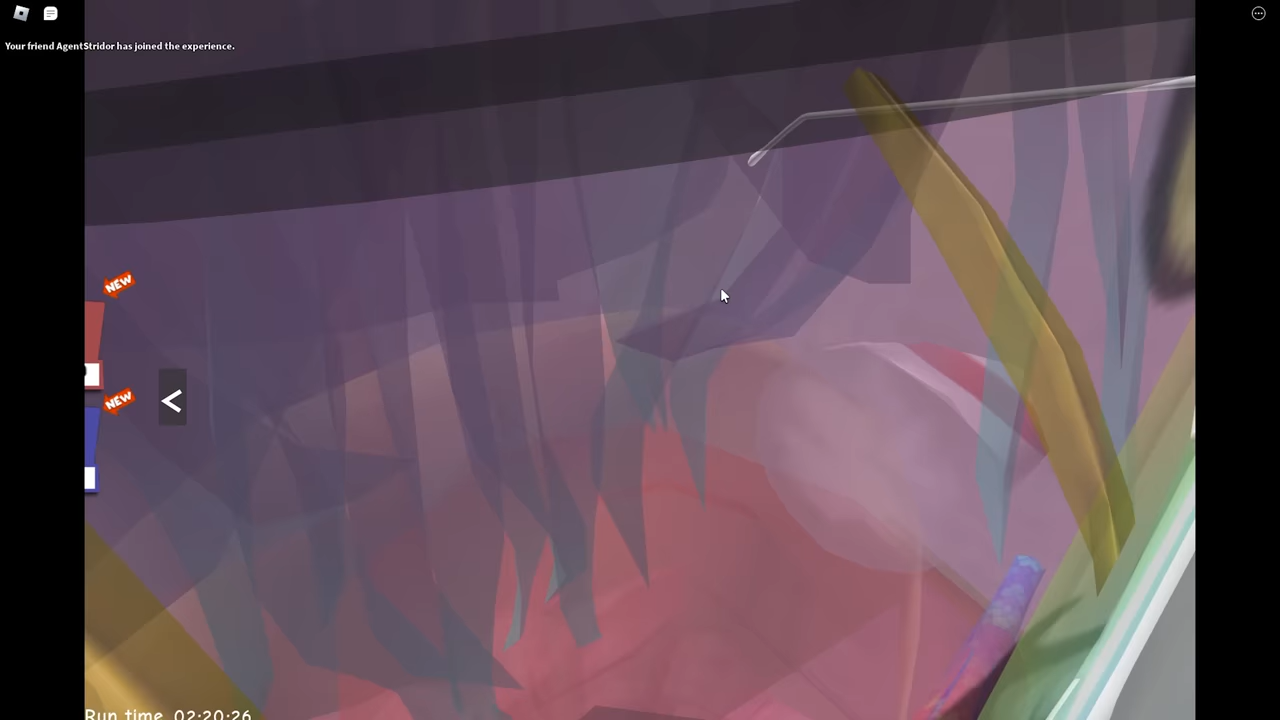 Your friend AgentStridor has joined the experience.
NEW
NEW
<
Run time 02:20:26